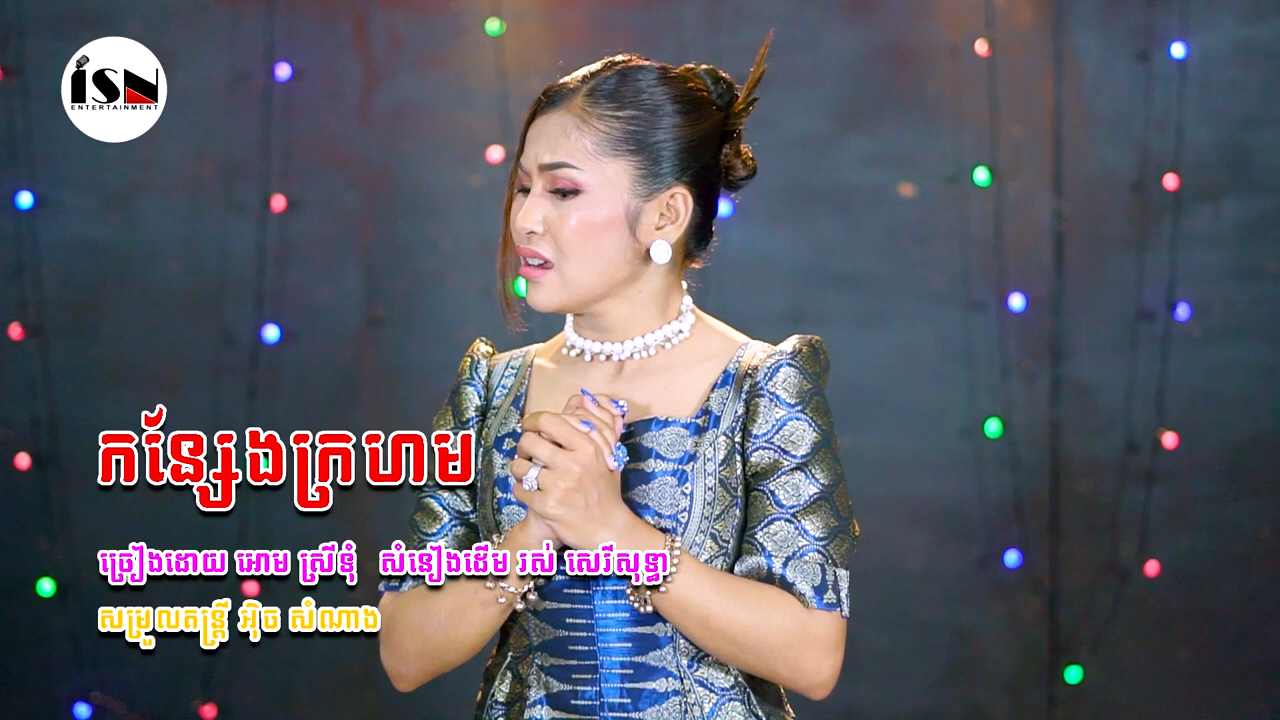 iSN
ENTERTAINMENT
កន្សែងក្រហម
ច្រៀងដោយ អោម ស្រីទុំ សំនៀងដើម រស់ សេរីសុទ្ធា
សម្រួលតន្ត្រី អ៊ិច សំណាង